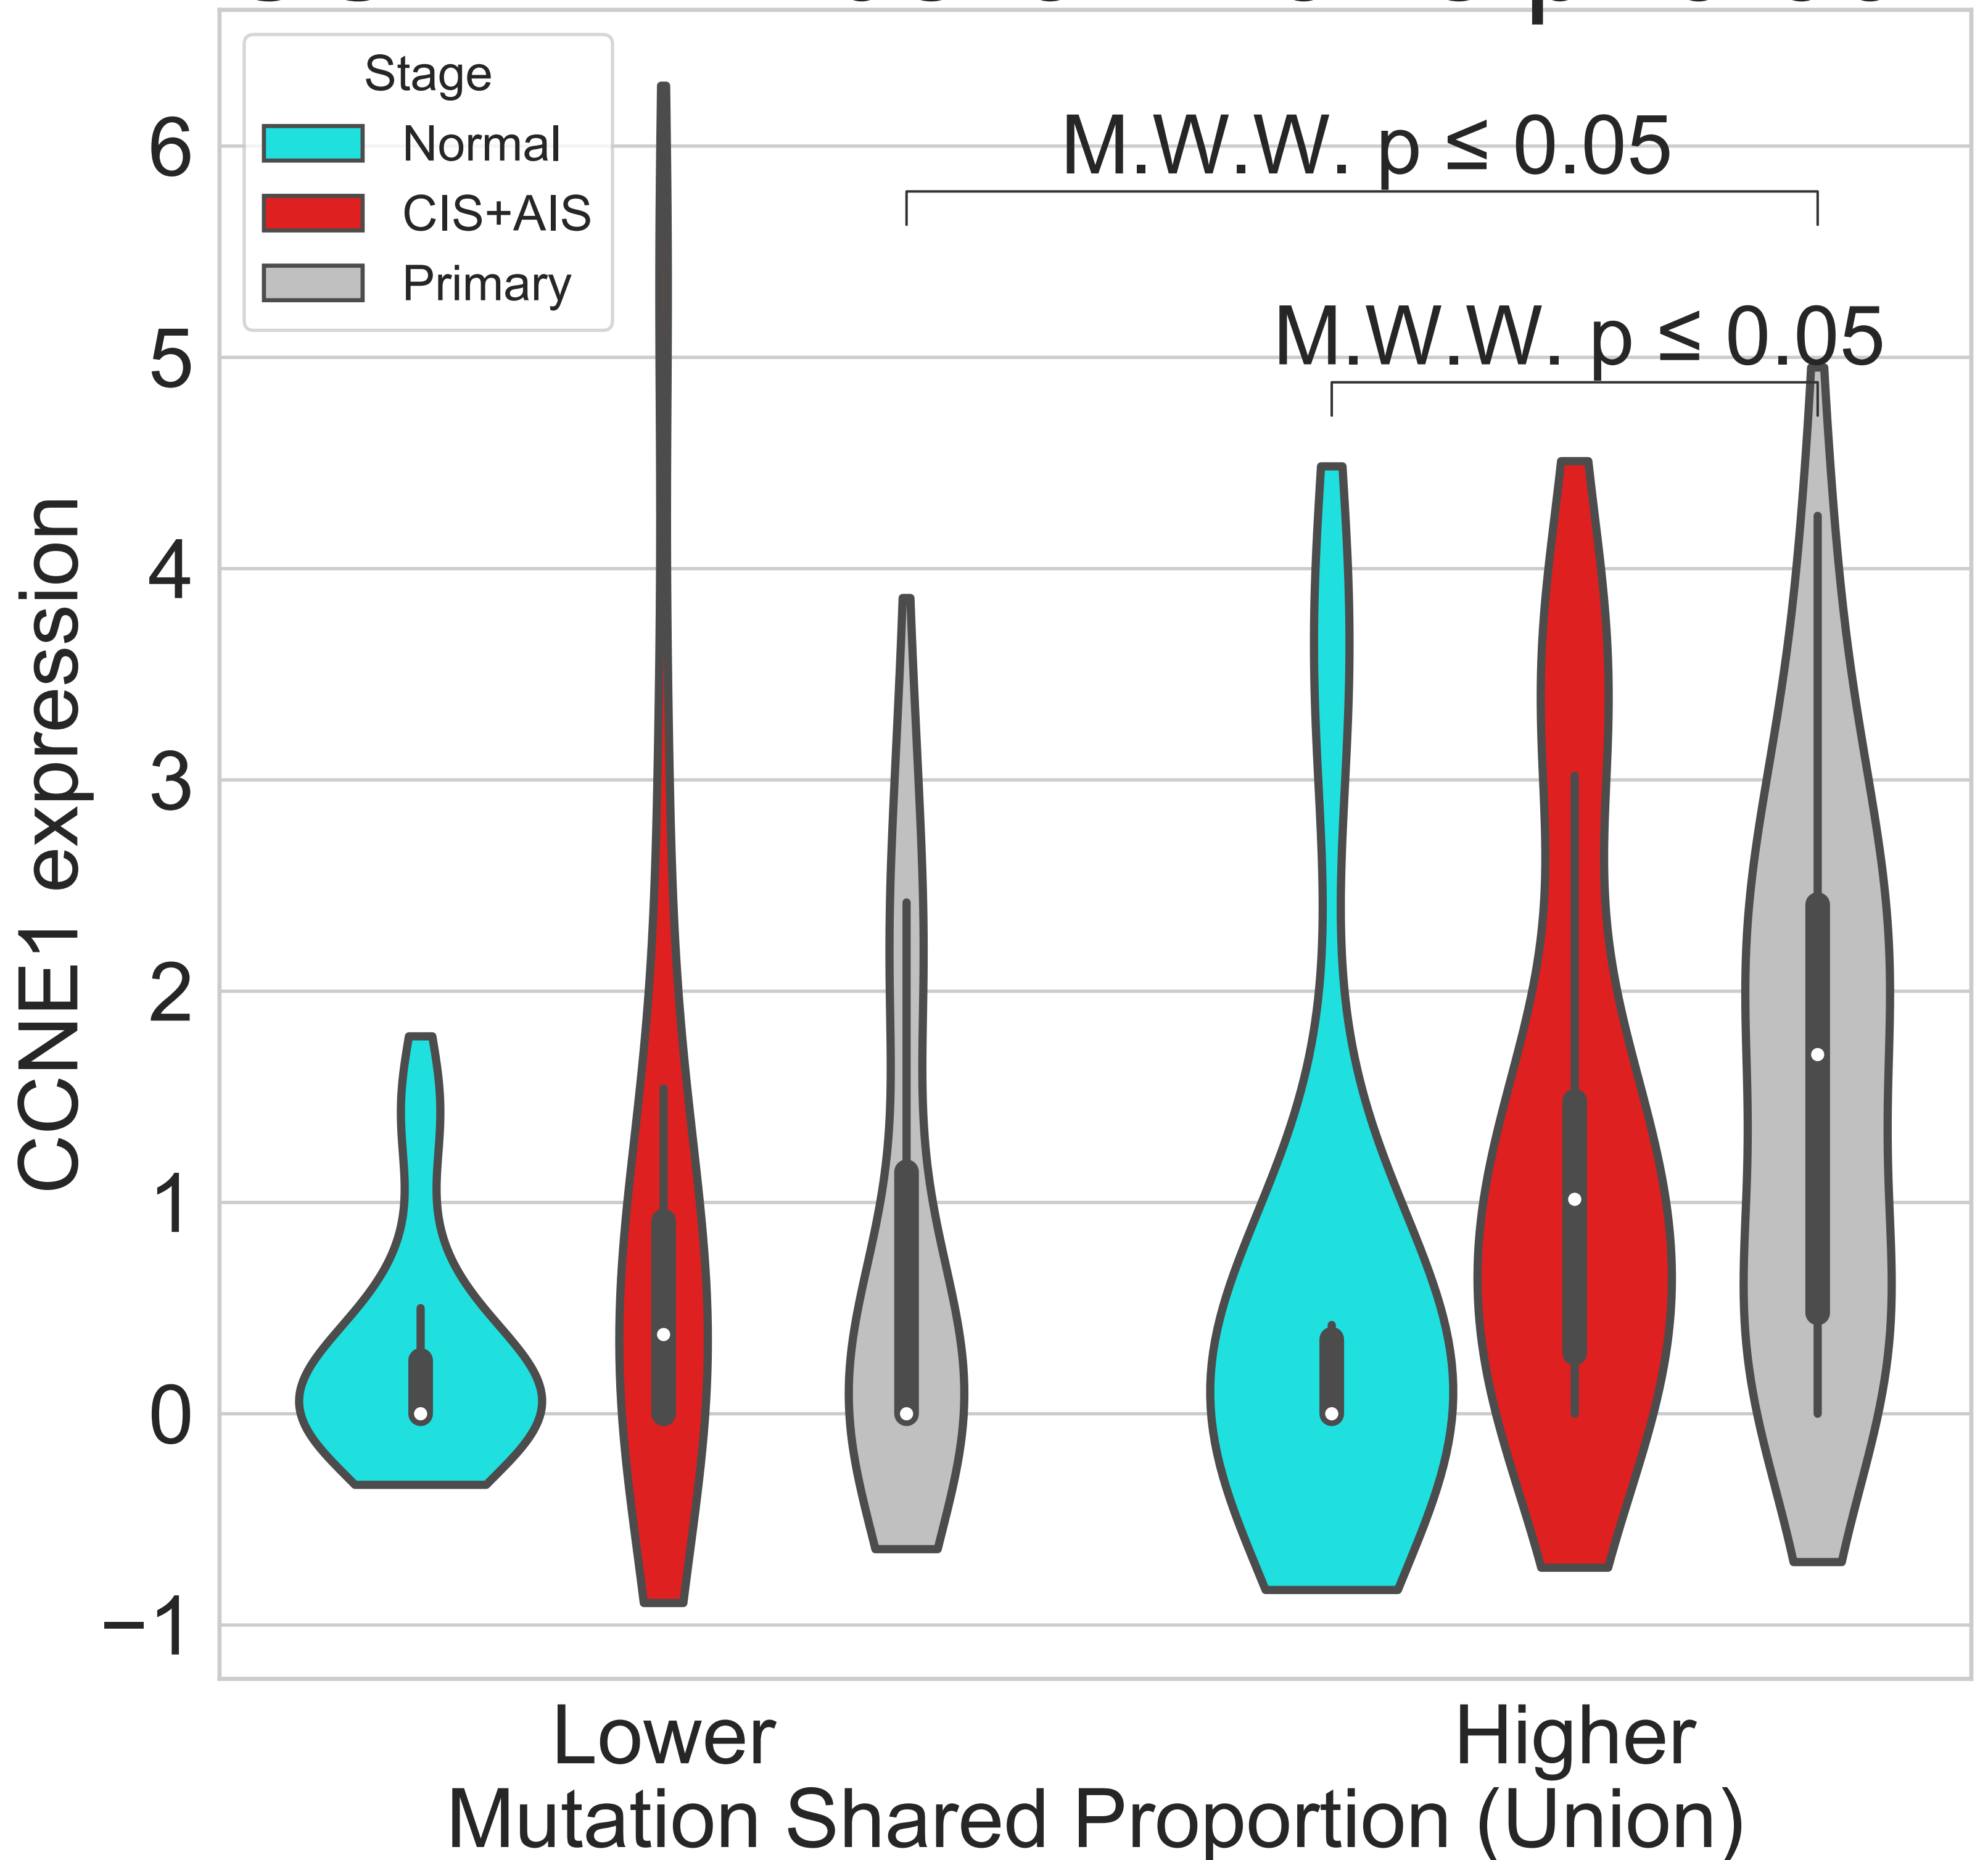 Stage
Normal
CIS+AIS
Primary
M.W.W. p ≤ 0.05
M.W.W. p ≤ 0.05
6
5
4
3
2
1
0
−1
CCNE1 expression
Lower
Higher
Mutation Shared Proportion (Union)